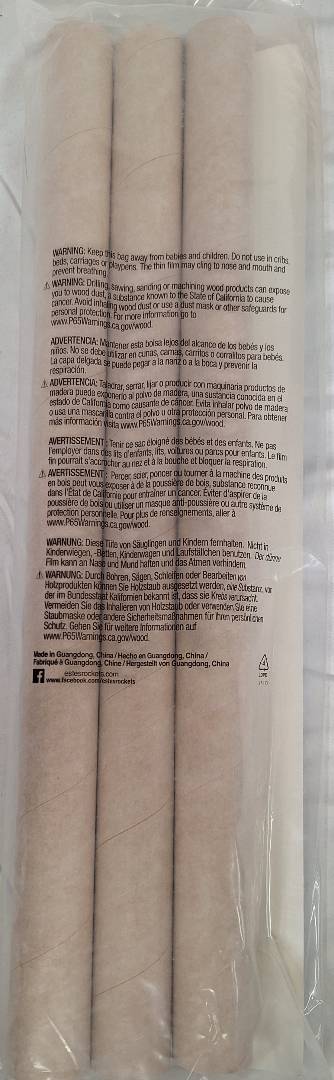 WARNING: Keep this bag away from babies and children. Do not use in cribs,
beds, carriages or playpens. The thin film may cling to nose and mouth and
prevent breathing.
⚠ WARNING: Drilling, sawing, sanding or machining wood products can expose
you to wood dust, a substance known to the State of California to cause
cancer. Avoid inhaling wood dust or use a dust mask or other safeguards for
personal protection. For more information go to
www.P65Warnings.ca.gov/wood.
ADVERTENCIA: Mantener esta bolsa lejos del alcance de los bebés y los
niños. No se debe utilizar en cunas, camas, carritos o corralitos para bebés.
La capa delgada se puede pegar a la nariz o a la boca y prevenir la
respiración.
⚠ ADVERTENCIA: Taladrar, serrar, lijar o producir con maquinaria productos de
madera puede exponerlo al polvo de madera, una sustancia conocida en el
estado de California como causante de cáncer. Evita inhalar polvo de madera
o usa una mascarilla contra el polvo u otra protección personal. Para obtener
más información visita www.P65Warnings.ca.gov/wood.
AVERTISSEMENT : Tenir ce sac éloigné des bébés et des enfants. Ne pas
l'employer dans des lits d'enfants, lits, voitures ou parcs pour enfants. Le film
fin pourrait s'accrocher au nez et à la bouche et bloquer la respiration.
⚠ AVERTISSEMENT : Percer, scier, poncer ou tourner à la machine des produits
en bois peut vous exposer à de la poussière de bois, substance reconnue
dans l'État de Californie pour entraîner un cancer. Éviter d'aspirer de la
poussière de bois ou utiliser un masque anti-poussière ou autre système de
protection personnelle. Pour plus de renseignements, aller à
www.P65Warnings.ca.gov/wood.
WARNUNG: Diese Tüte von Säuglingen und Kindern fernhalten. Nicht in
Kinderwiegen, -Betten, Kinderwagen und Laufställchen benutzen. Der dünne
Film kann an Nase und Mund haften und das Atmen verhindern.
⚠ WARNUNG: Durch Bohren, Sägen, Schleifen oder Bearbeiten von
Holzprodukten können Sie Holzstaub ausgesetzt werden, eine Substanz, von
der im Bundesstaat Kalifornien bekannt ist, dass sie Krebs verursacht.
Vermeiden Sie das Inhalieren von Holzstaub oder verwenden Sie eine
Staubmaske oder andere Sicherheitsmaßnahmen für Ihren persönlichen
Schutz. Gehen Sie für weitere Informationen auf
www.P65Warnings.ca.gov/wood.
Made in Guangdong, China / Hecho en Guangdong, China /
Fabriqué à Guangdong, Chine / Hergestellt von Guangdong, China
estesrockets.com
www.facebook.com/estesrockets
4
LDPE